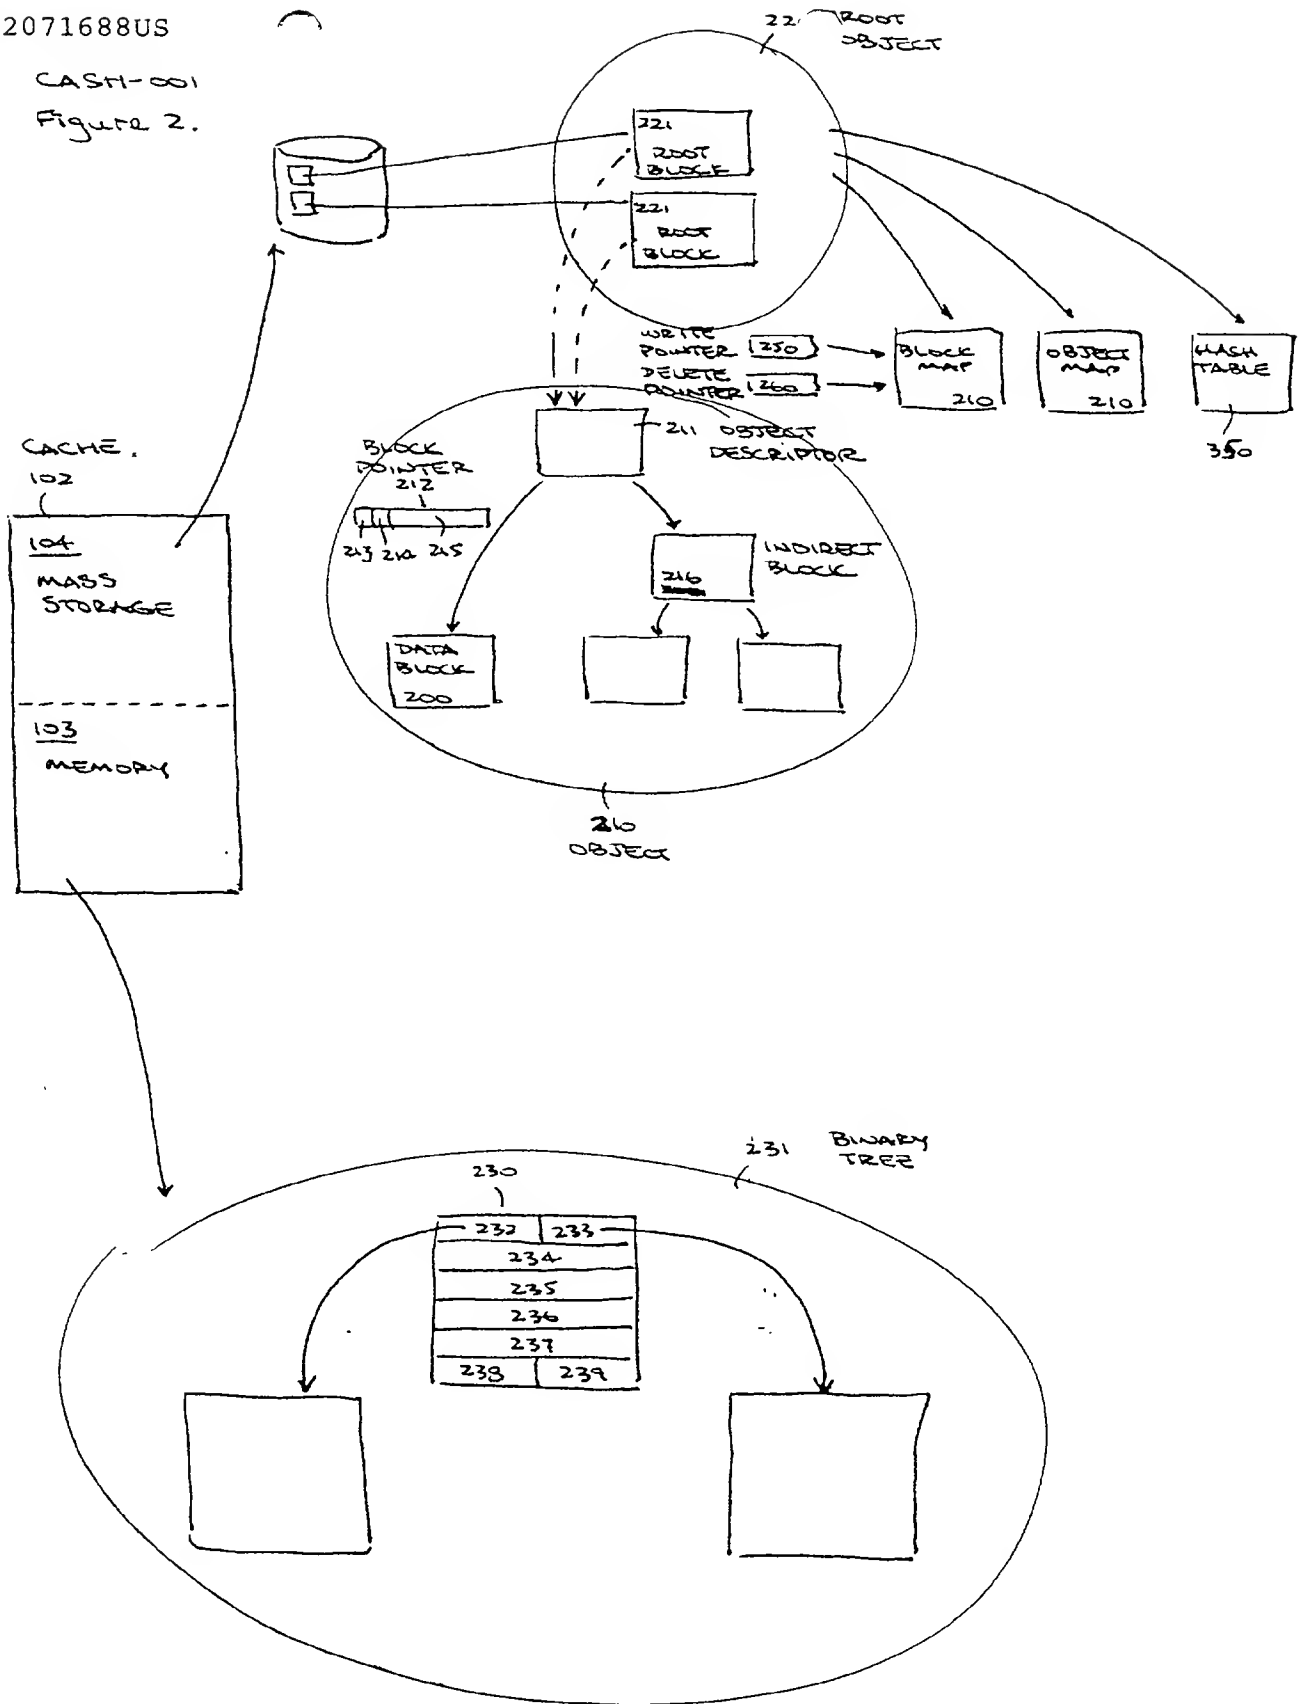 2071688US
CASH-001
Figure 2.
22 ROOT
OBJECT
221
ROOT
BLOCK
221
ROOT
BLOCK
WRITE
POINTER 250
DELETE
POINTER 260
BLOCK
MAP
210
OBJECT
MAP
210
HASH
TABLE
350
211 OBJECT
DESCRIPTOR
BLOCK
POINTER
212
213 214 215
INDIRECT
BLOCK
216
DATA
BLOCK
200
210
OBJECT
CACHE.
102
104
MASS
STORAGE
103
MEMORY
231 BINARY
TREE
230
232 233
234
235
236
237
238 239